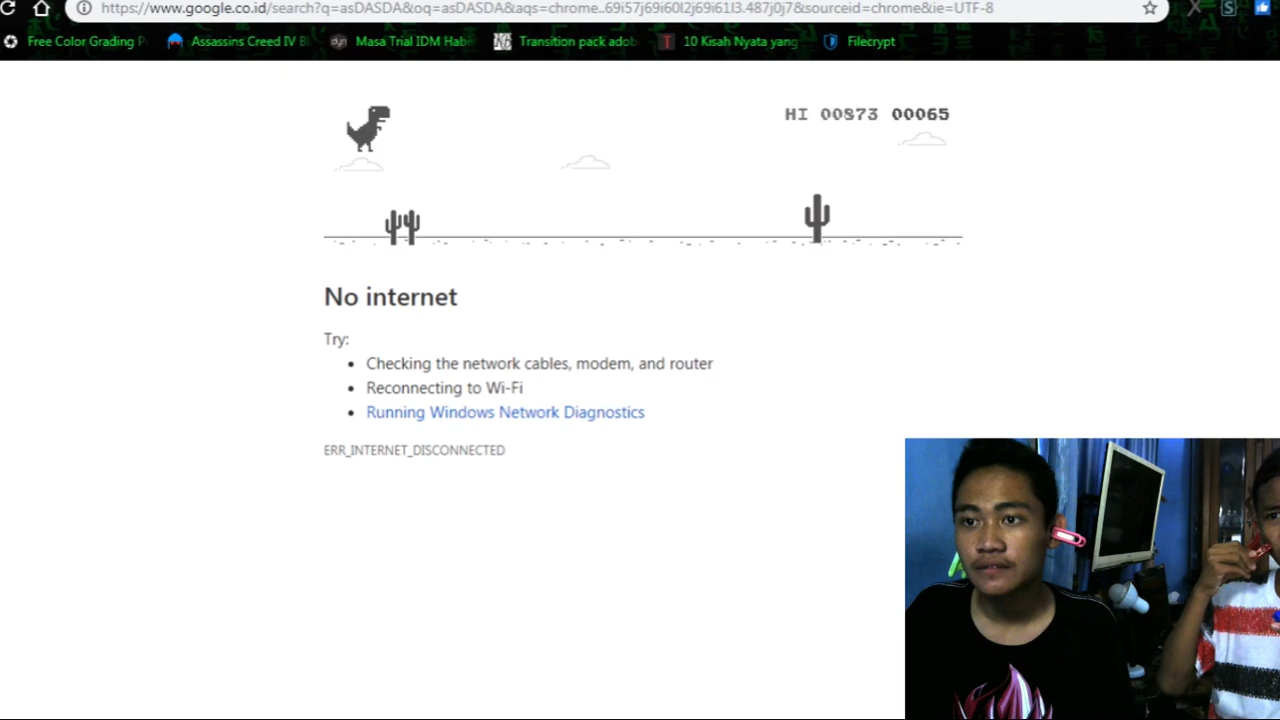 https://www.google.co.id/search?q=asDASDA&oq=asDASDA&aqs=chrome..69i57j69i60l2j69i61l3.487j0j7&sourceid=chrome&ie=UTF-8
Free Color Grading P Assassins Creed IV Bl Masa Trial IDM Habi Transition pack adob 10 Kisah Nyata yang Filecrypt
HI 00873 00065
No internet
Try:
• Checking the network cables, modem, and router
• Reconnecting to Wi-Fi
• Running Windows Network Diagnostics
ERR_INTERNET_DISCONNECTED